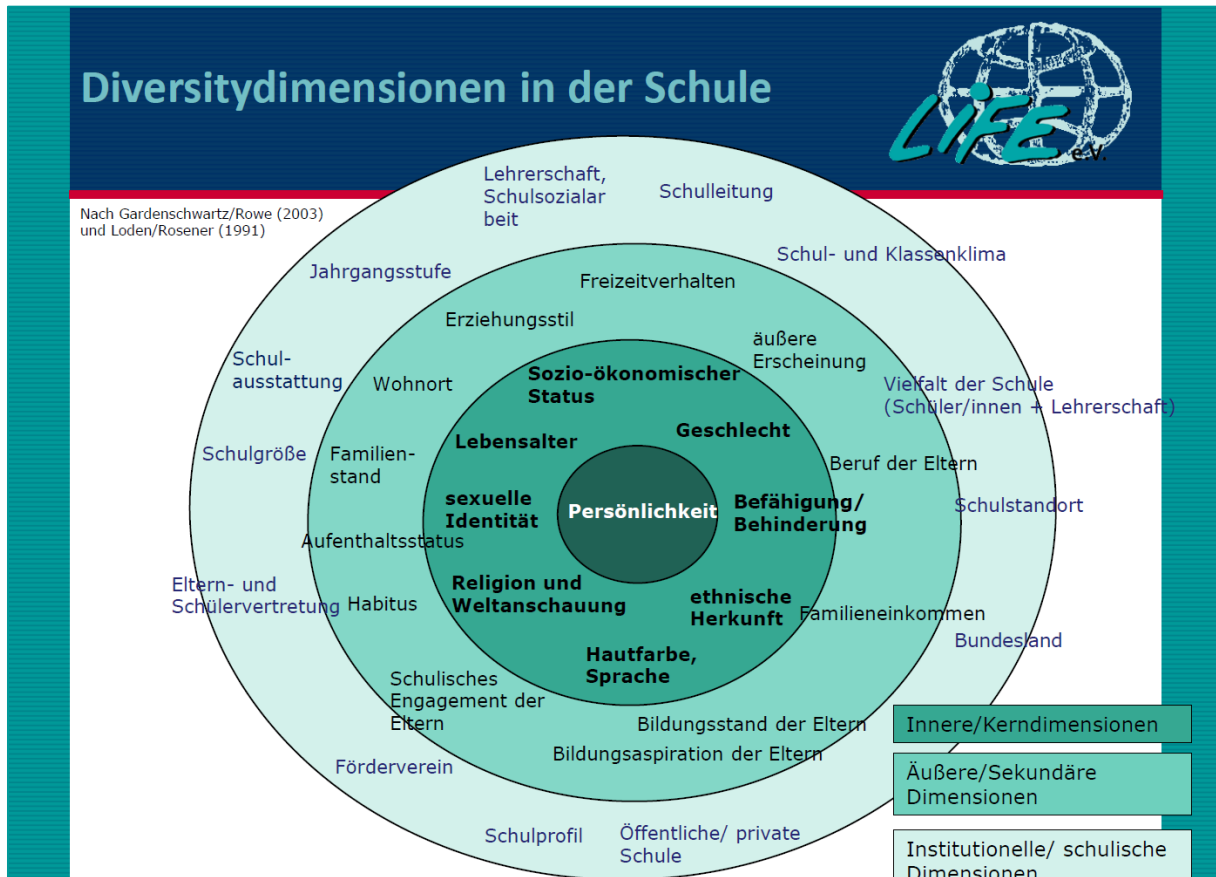 Diversitydimensionen in der Schule
LiFE e.V.
Nach Gardenschwartz/Rowe (2003)
und Loden/Rosener (1991)
Lehrerschaft,
Schulsozialar
beit
Schulleitung
Schul- und Klassenklima
Jahrgangsstufe
Freizeitverhalten
Erziehungsstil
äußere
Erscheinung
Schul-
ausstattung
Wohnort
Sozio-ökonomischer
Status
Vielfalt der Schule
(Schüler/innen + Lehrerschaft)
Lebensalter
Geschlecht
Schulgröße
Familien-
stand
Beruf der Eltern
sexuelle
Identität
Persönlichkeit
Befähigung/
Behinderung
Schulstandort
Aufenthaltsstatus
Eltern- und
Schülervertretung
Habitus
Religion und
Weltanschauung
ethnische
Herkunft
Familieneinkommen
Bundesland
Hautfarbe,
Sprache
Schulisches
Engagement der
Eltern
Bildungsstand der Eltern
Bildungsaspiration der Eltern
Förderverein
Schulprofil
Öffentliche/ private
Schule
Innere/Kerndimensionen
Äußere/Sekundäre
Dimensionen
Institutionelle/ schulische
Dimensionen